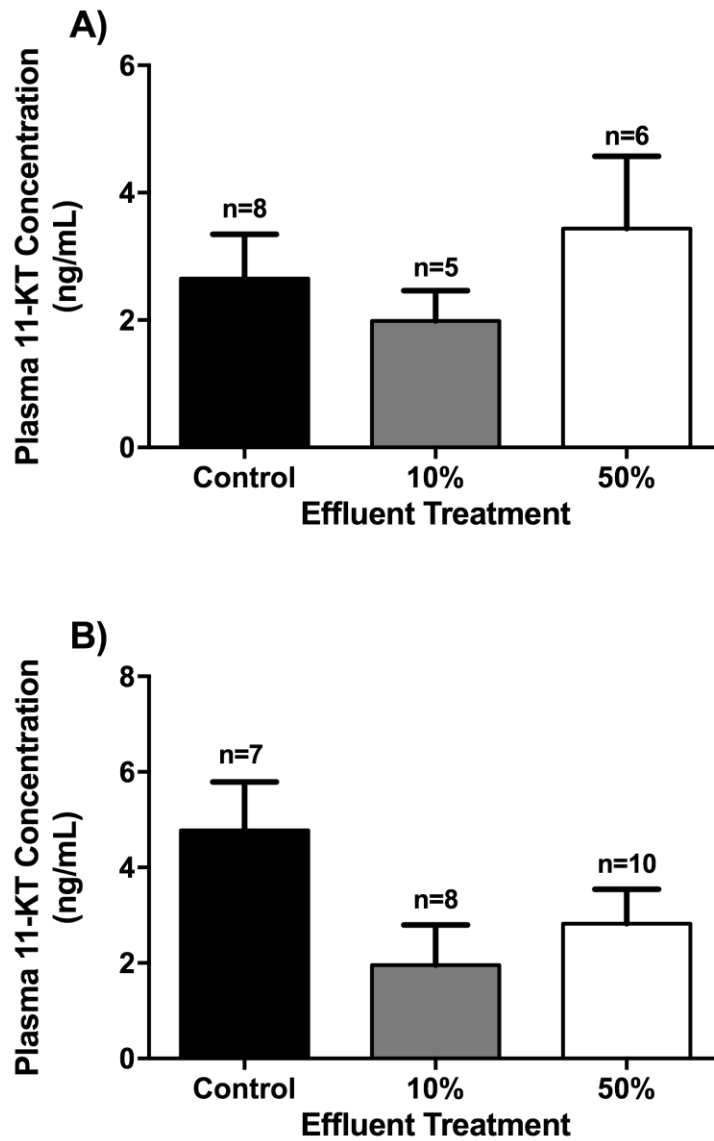 A)
Plasma 11-KT Concentration
(ng/mL)
6
4
2
0
n=8
n=5
n=6
Control 10% 50%
Effluent Treatment
B)
Plasma 11-KT Concentration
(ng/mL)
8
6
4
2
0
n=7
n=8
n=10
Control 10% 50%
Effluent Treatment